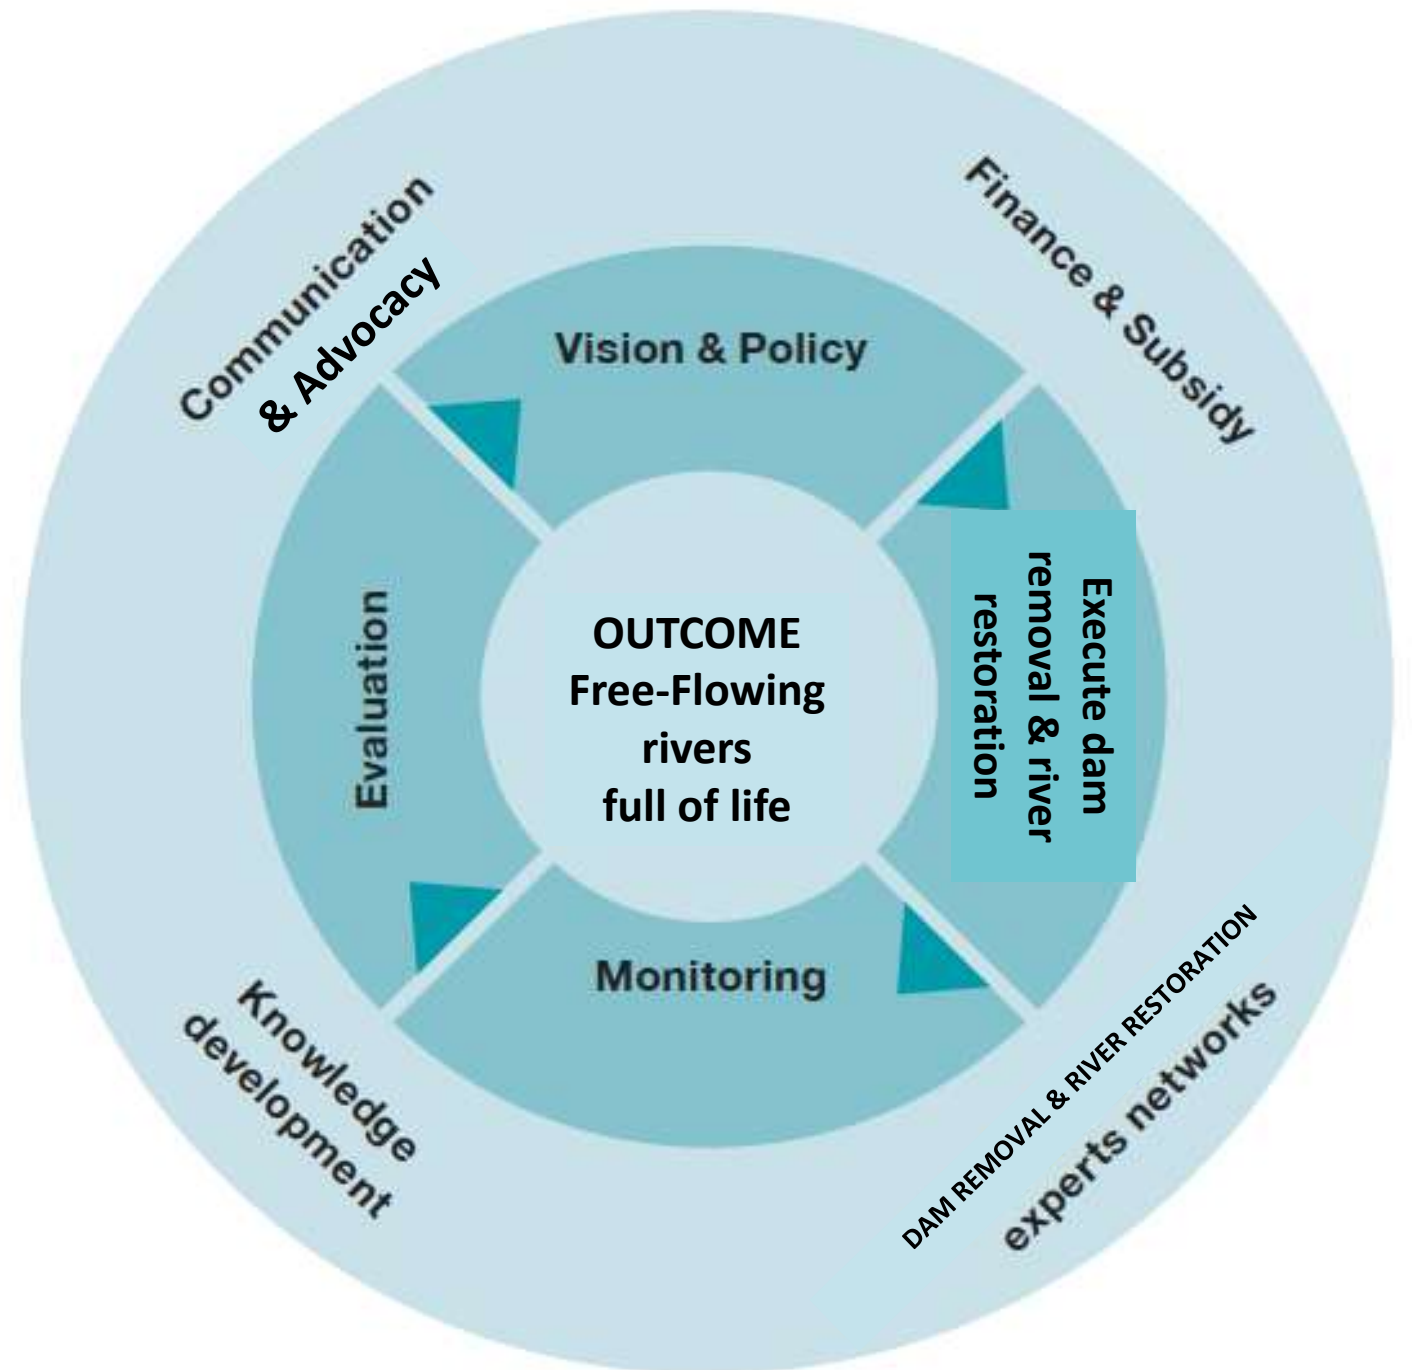 Communication
& Advocacy
Finance & Subsidy
Vision & Policy
Evaluation
OUTCOME
Free-Flowing
rivers
full of life
Execute dam
removal & river
restoration
Monitoring
Knowledge
development
DAM REMOVAL & RIVER RESTORATION
experts networks